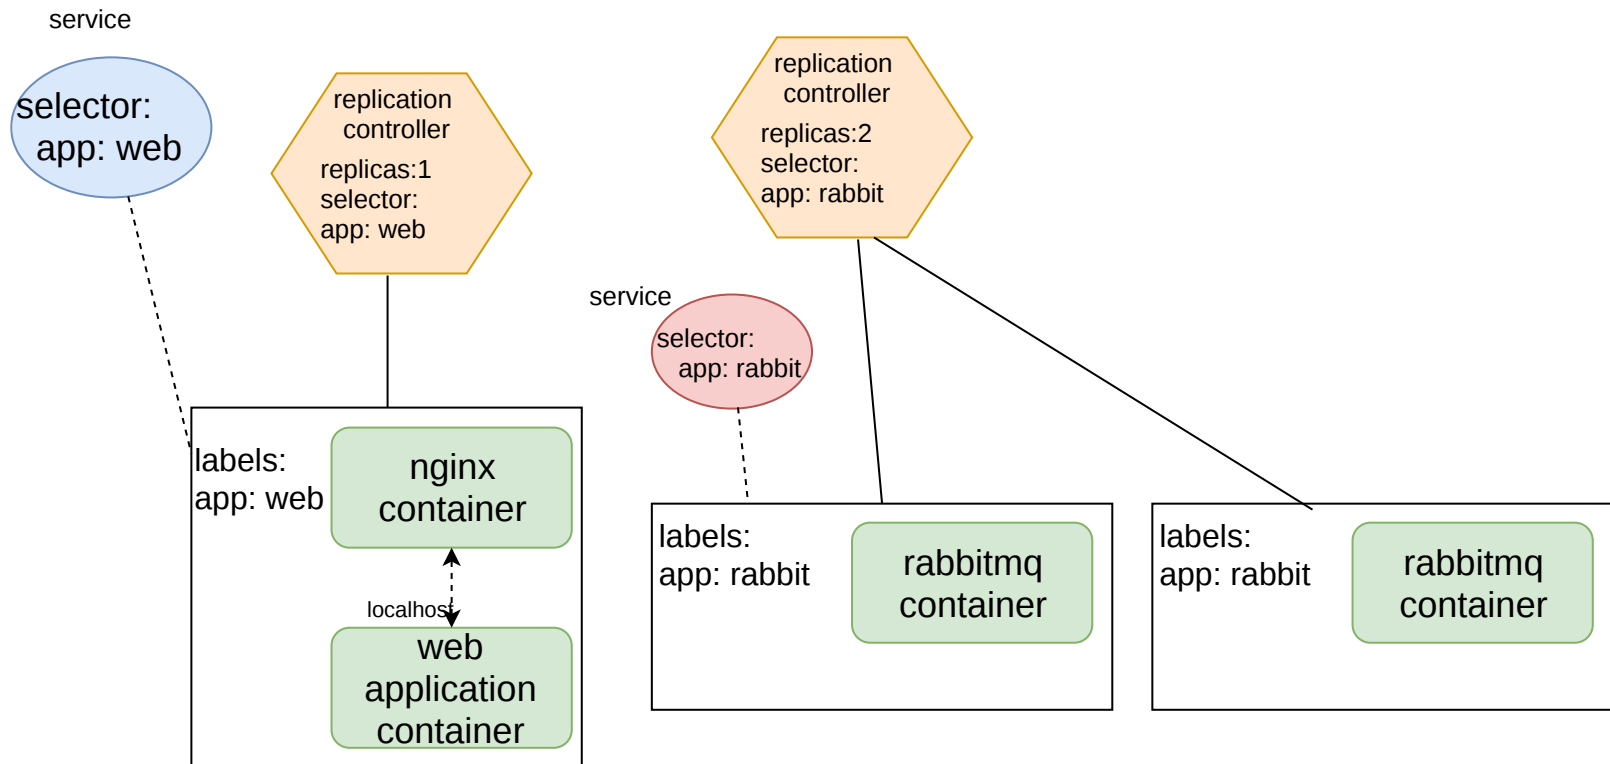 service
selector:
app: web
replication
controller
replicas:1
selector:
app: web
replication
controller
replicas:2
selector:
app: rabbit
service
selector:
app: rabbit
labels:
app: web
nginx
container
localhost
web
application
container
labels:
app: rabbit
rabbitmq
container
labels:
app: rabbit
rabbitmq
container